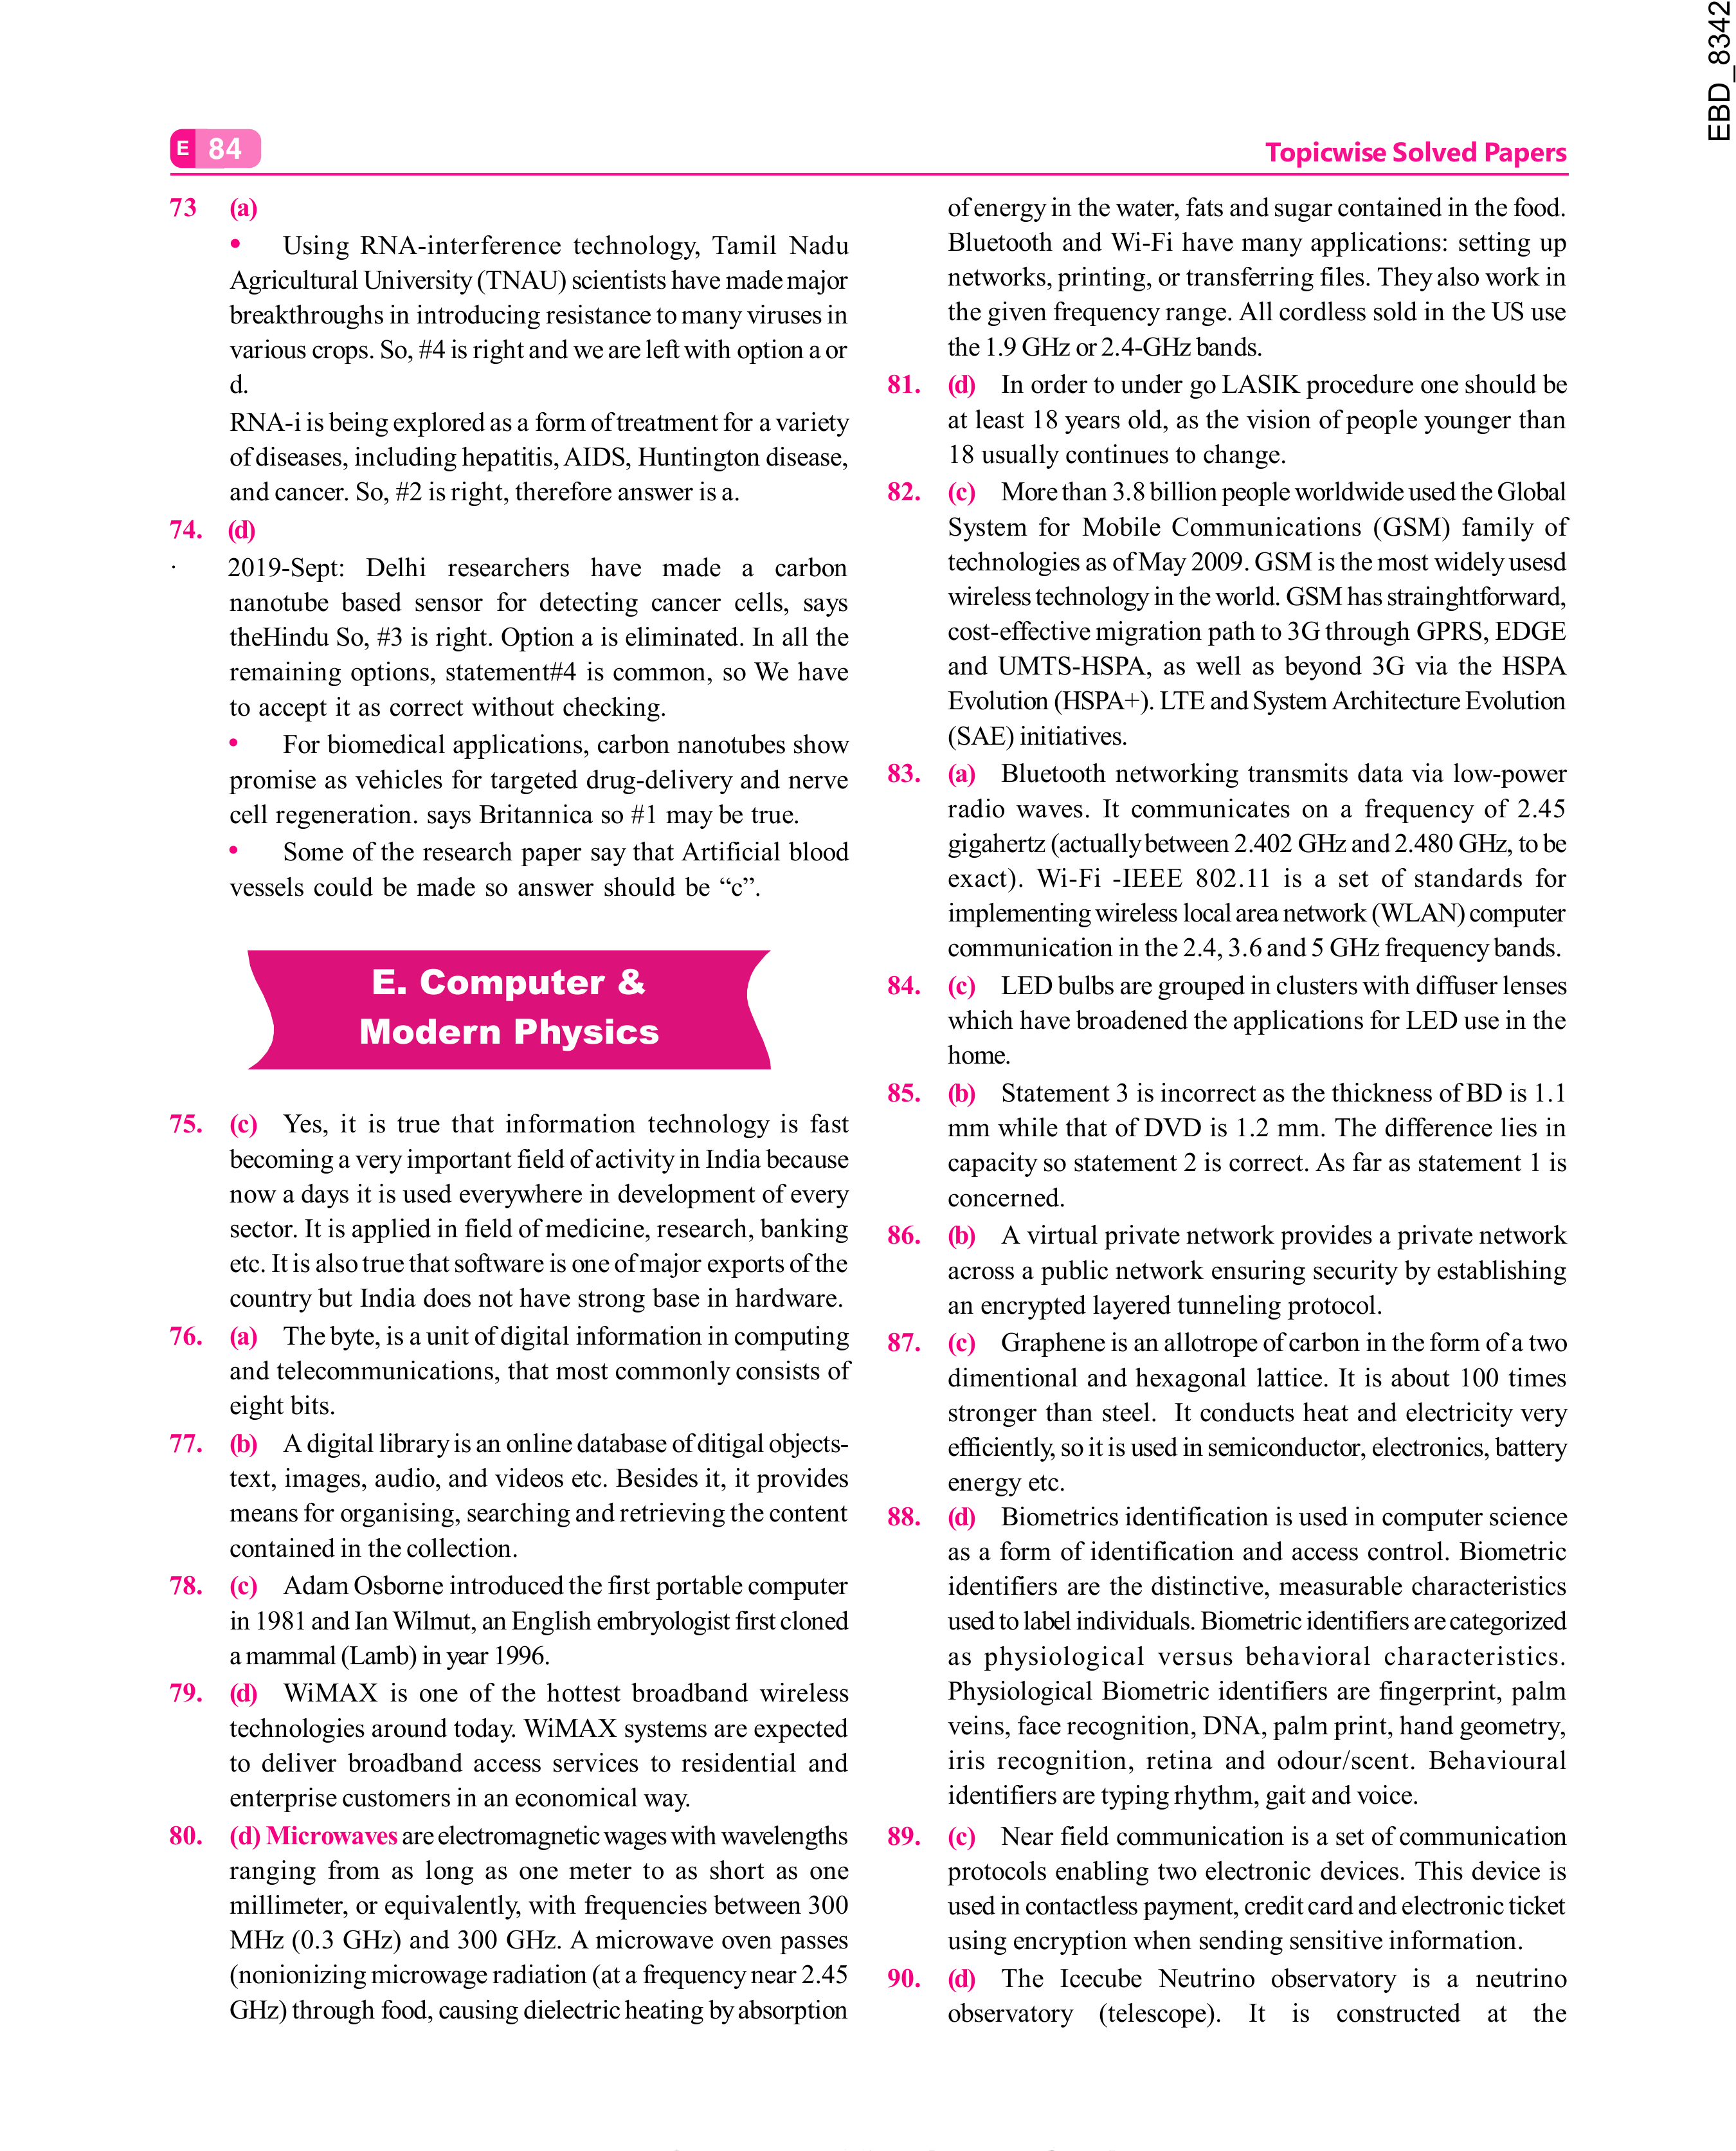 EBD_8342
E 84
Topicwise Solved Papers
73 (a)
• Using RNA-interference technology, Tamil Nadu
Agricultural University (TNAU) scientists have made major
breakthroughs in introducing resistance to many viruses in
various crops. So, #4 is right and we are left with option a or
d.
RNA-i is being explored as a form of treatment for a variety
of diseases, including hepatitis, AIDS, Huntington disease,
and cancer. So, #2 is right, therefore answer is a.
74. (d)
· 2019-Sept: Delhi researchers have made a carbon
nanotube based sensor for detecting cancer cells, says
theHindu So, #3 is right. Option a is eliminated. In all the
remaining options, statement#4 is common, so We have
to accept it as correct without checking.
• For biomedical applications, carbon nanotubes show
promise as vehicles for targeted drug-delivery and nerve
cell regeneration. says Britannica so #1 may be true.
• Some of the research paper say that Artificial blood
vessels could be made so answer should be “c”.
E. Computer &
Modern Physics
75. (c) Yes, it is true that information technology is fast
becoming a very important field of activity in India because
now a days it is used everywhere in development of every
sector. It is applied in field of medicine, research, banking
etc. It is also true that software is one of major exports of the
country but India does not have strong base in hardware.
76. (a) The byte, is a unit of digital information in computing
and telecommunications, that most commonly consists of
eight bits.
77. (b) A digital library is an online database of ditigal objects-
text, images, audio, and videos etc. Besides it, it provides
means for organising, searching and retrieving the content
contained in the collection.
78. (c) Adam Osborne introduced the first portable computer
in 1981 and Ian Wilmut, an English embryologist first cloned
a mammal (Lamb) in year 1996.
79. (d) WiMAX is one of the hottest broadband wireless
technologies around today. WiMAX systems are expected
to deliver broadband access services to residential and
enterprise customers in an economical way.
80. (d) Microwaves are electromagnetic wages with wavelengths
ranging from as long as one meter to as short as one
millimeter, or equivalently, with frequencies between 300
MHz (0.3 GHz) and 300 GHz. A microwave oven passes
(nonionizing microwage radiation (at a frequency near 2.45
GHz) through food, causing dielectric heating by absorption
of energy in the water, fats and sugar contained in the food.
Bluetooth and Wi-Fi have many applications: setting up
networks, printing, or transferring files. They also work in
the given frequency range. All cordless sold in the US use
the 1.9 GHz or 2.4-GHz bands.
81. (d) In order to under go LASIK procedure one should be
at least 18 years old, as the vision of people younger than
18 usually continues to change.
82. (c) More than 3.8 billion people worldwide used the Global
System for Mobile Communications (GSM) family of
technologies as of May 2009. GSM is the most widely usesd
wireless technology in the world. GSM has strainghtforward,
cost-effective migration path to 3G through GPRS, EDGE
and UMTS-HSPA, as well as beyond 3G via the HSPA
Evolution (HSPA+). LTE and System Architecture Evolution
(SAE) initiatives.
83. (a) Bluetooth networking transmits data via low-power
radio waves. It communicates on a frequency of 2.45
gigahertz (actually between 2.402 GHz and 2.480 GHz, to be
exact). Wi-Fi -IEEE 802.11 is a set of standards for
implementing wireless local area network (WLAN) computer
communication in the 2.4, 3.6 and 5 GHz frequency bands.
84. (c) LED bulbs are grouped in clusters with diffuser lenses
which have broadened the applications for LED use in the
home.
85. (b) Statement 3 is incorrect as the thickness of BD is 1.1
mm while that of DVD is 1.2 mm. The difference lies in
capacity so statement 2 is correct. As far as statement 1 is
concerned.
86. (b) A virtual private network provides a private network
across a public network ensuring security by establishing
an encrypted layered tunneling protocol.
87. (c) Graphene is an allotrope of carbon in the form of a two
dimentional and hexagonal lattice. It is about 100 times
stronger than steel. It conducts heat and electricity very
efficiently, so it is used in semiconductor, electronics, battery
energy etc.
88. (d) Biometrics identification is used in computer science
as a form of identification and access control. Biometric
identifiers are the distinctive, measurable characteristics
used to label individuals. Biometric identifiers are categorized
as physiological versus behavioral characteristics.
Physiological Biometric identifiers are fingerprint, palm
veins, face recognition, DNA, palm print, hand geometry,
iris recognition, retina and odour/scent. Behavioural
identifiers are typing rhythm, gait and voice.
89. (c) Near field communication is a set of communication
protocols enabling two electronic devices. This device is
used in contactless payment, credit card and electronic ticket
using encryption when sending sensitive information.
90. (d) The Icecube Neutrino observatory is a neutrino
observatory (telescope). It is constructed at the